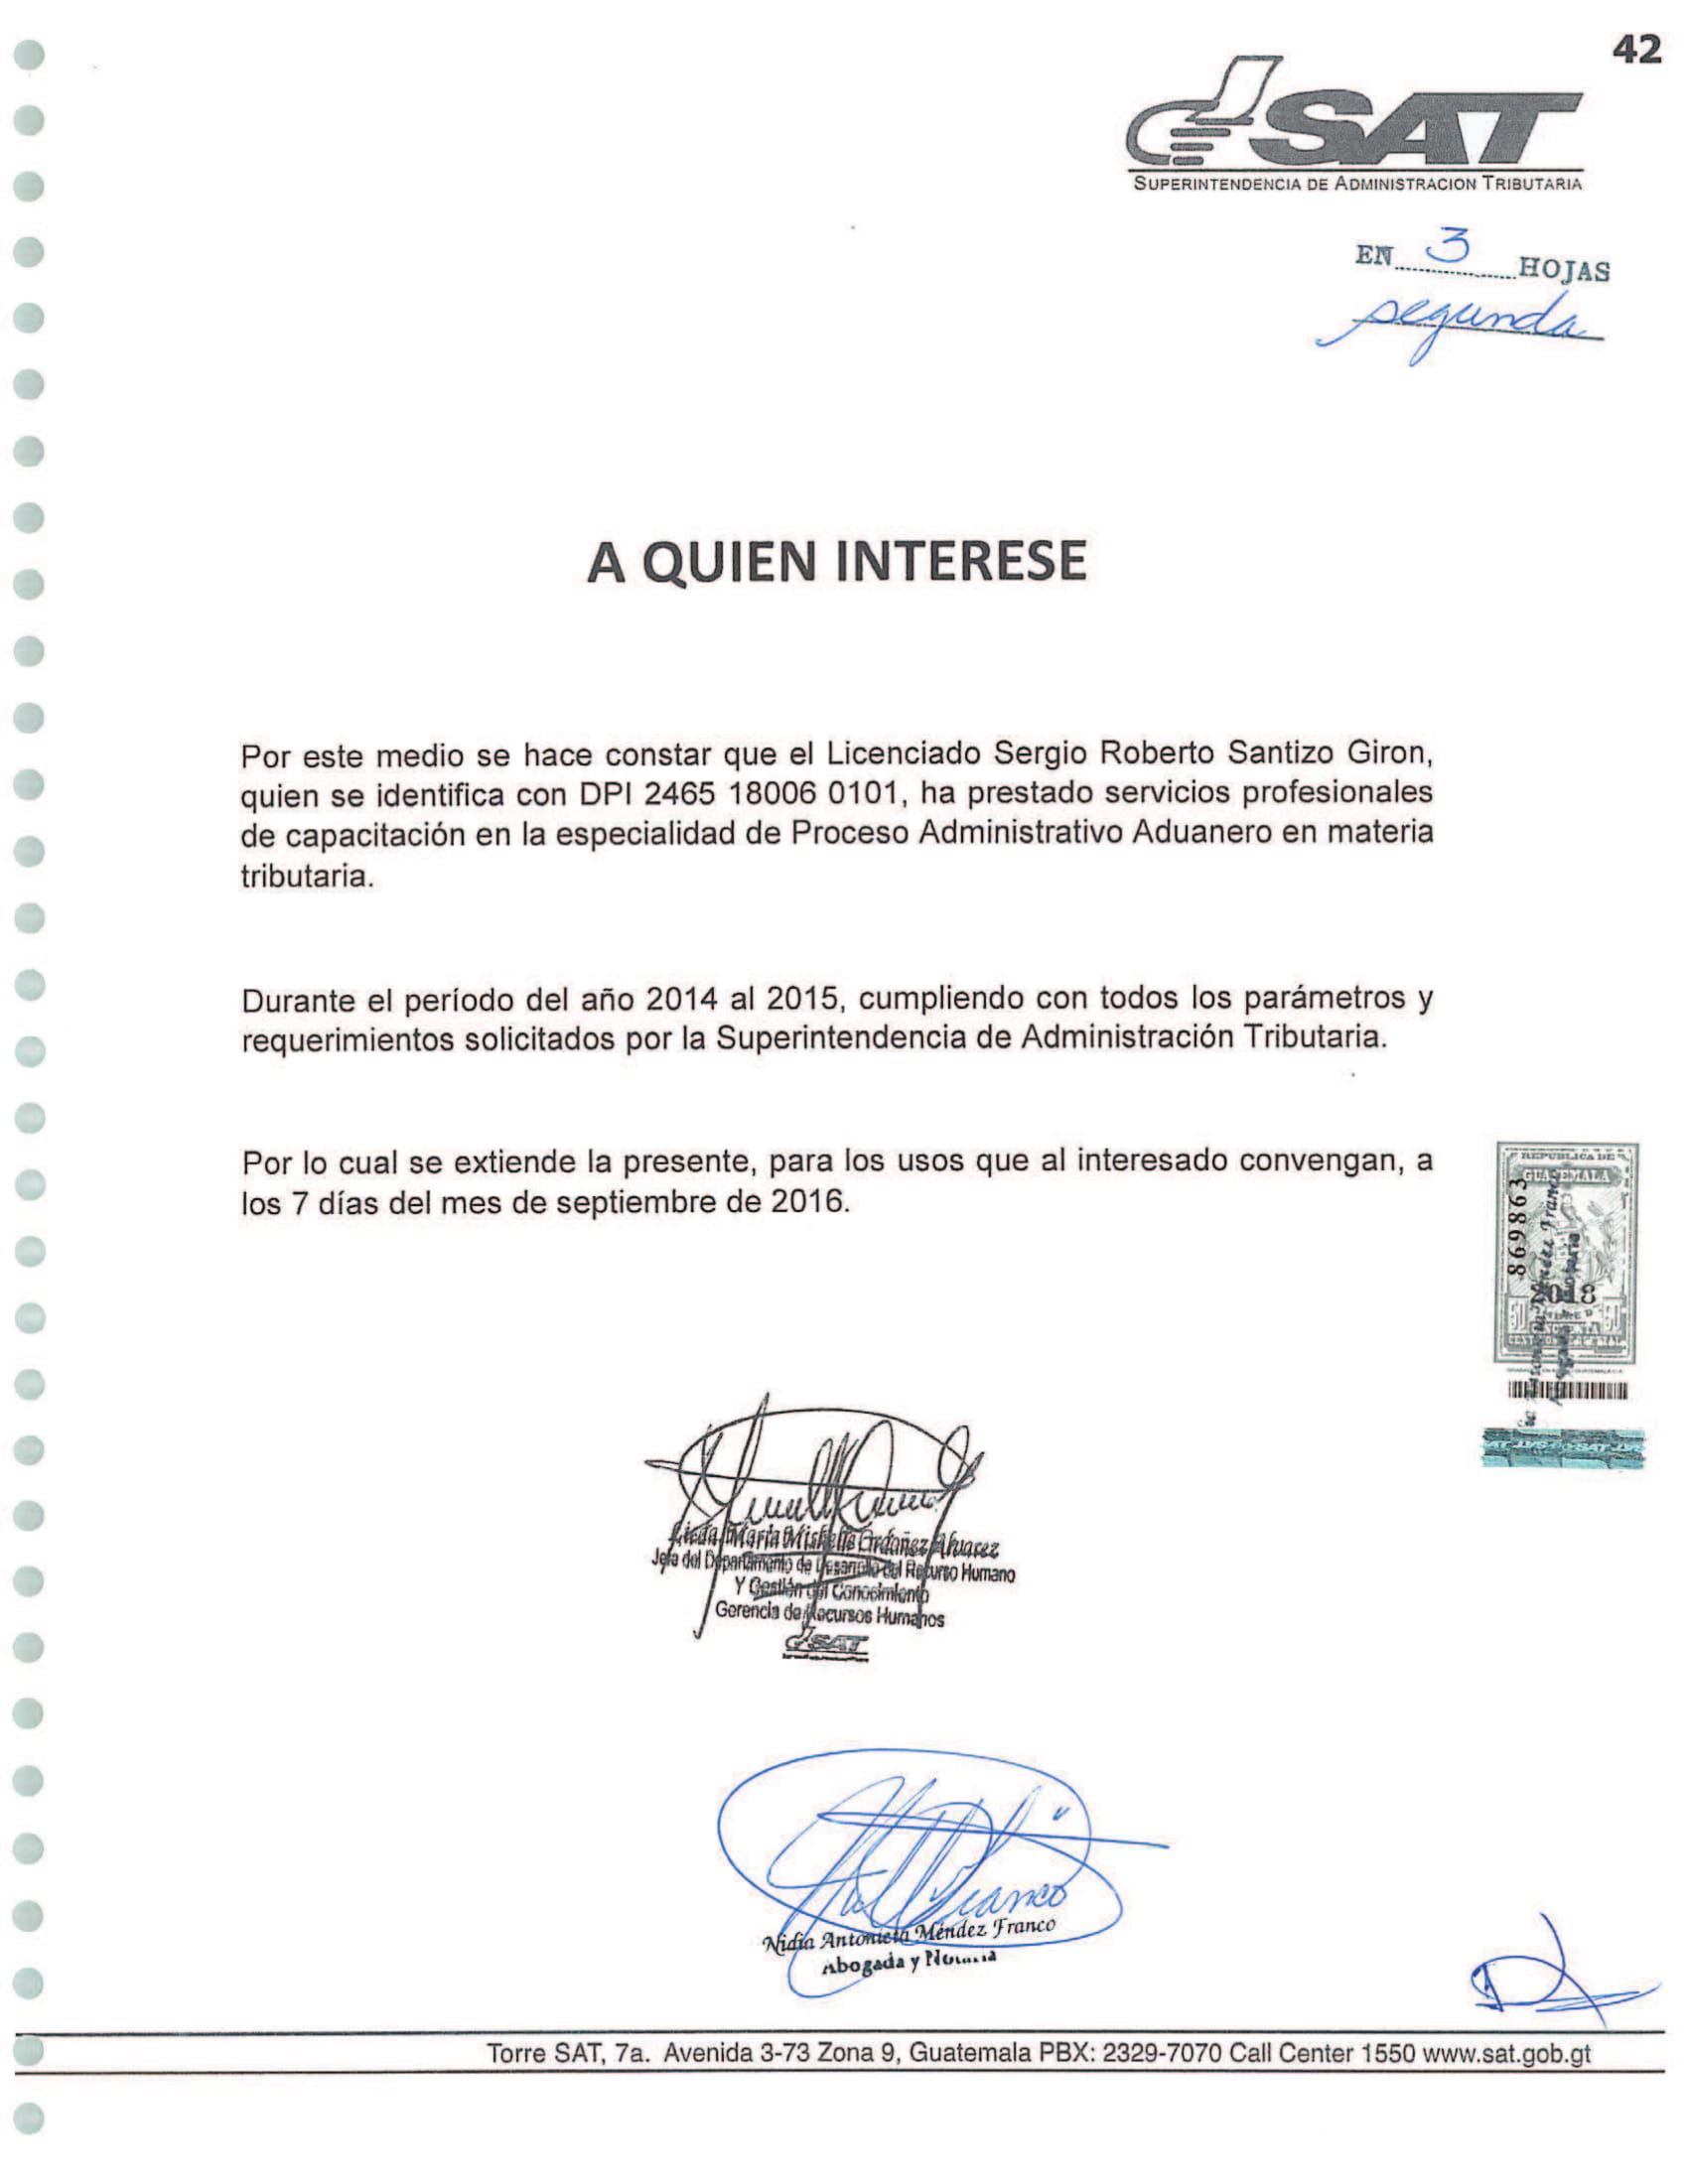 42
SAT
SUPERINTENDENCIA DE ADMINISTRACION TRIBUTARIA
EN 3 HOJAS
segunda
A QUIEN INTERESE
Por este medio se hace constar que el Licenciado Sergio Roberto Santizo Giron,
quien se identifica con DPI 2465 18006 0101, ha prestado servicios profesionales
de capacitación en la especialidad de Proceso Administrativo Aduanero en materia
tributaria.
Durante el período del año 2014 al 2015, cumpliendo con todos los parámetros y
requerimientos solicitados por la Superintendencia de Administración Tributaria.
Por lo cual se extiende la presente, para los usos que al interesado convengan, a
los 7 días del mes de septiembre de 2016.
REPUBLICA DE
GUATEMALA
869863
2018
Licda. María Mishelle Ordoñez Alvarez
Jefa del Departamento de Desarrollo del Recurso Humano
Y Gestión del Conocimiento
Gerencia de Recursos Humanos
SAT
Nidia Antonieta Méndez Franco
Abogada y Notaria
Torre SAT, 7a. Avenida 3-73 Zona 9, Guatemala PBX: 2329-7070 Call Center 1550 www.sat.gob.gt